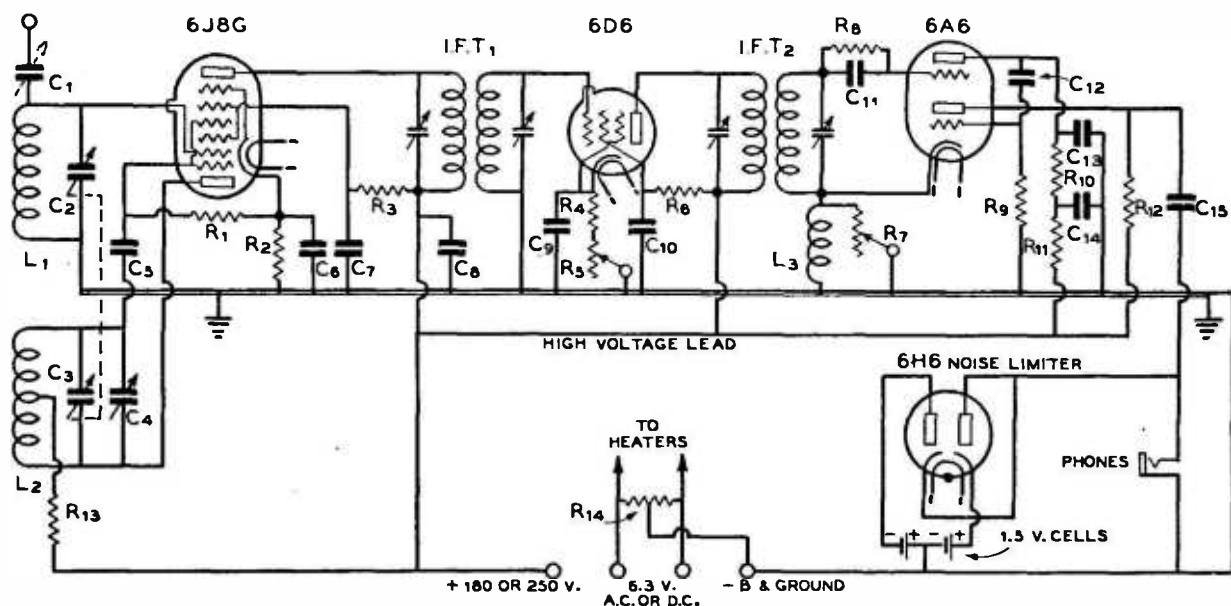 6J8G
I.F.T1
6D6
I.F.T2
R8
6A6
C1
C11
C12
C2
C13
R10
R3
R4
R6
R9
R12
C15
R1
R2
C9
C10
R7
R11
C14
L1
C5
C6
C7
C8
R5
L3
HIGH VOLTAGE LEAD
6H6 NOISE LIMITER
C3
C4
TO
HEATERS
PHONES
L2
R13
R14
- + - +
1.5 V. CELLS
+ 180 OR 250 V.
6.3 V.
A.C. OR D.C.
- B & GROUND